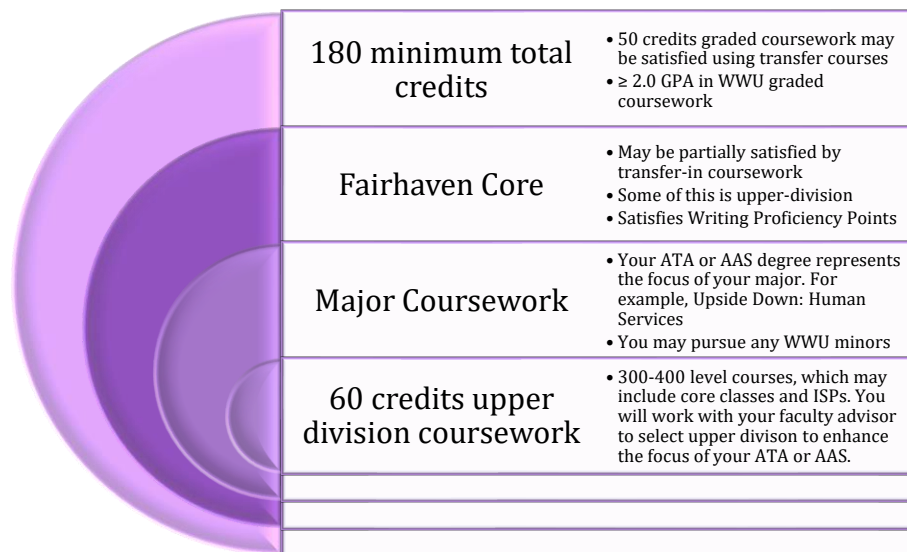 180 minimum total
credits
• 50 credits graded coursework may
be satisfied using transfer courses
• ≥ 2.0 GPA in WWU graded
coursework
Fairhaven Core
• May be partially satisfied by
transfer-in coursework
• Some of this is upper-division
• Satisfies Writing Proficiency Points
Major Coursework
• Your ATA or AAS degree represents
the focus of your major. For
example, Upside Down: Human
Services
• You may pursue any WWU minors
60 credits upper
division coursework
• 300-400 level courses, which may
include core classes and ISPs. You
will work with your faculty advisor
to select upper divison to enhance
the focus of your ATA or AAS.